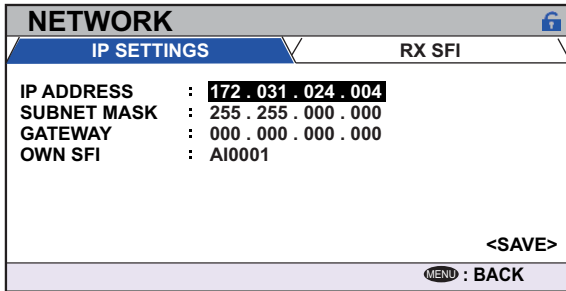 NETWORK
IP SETTINGS RX SFI
IP ADDRESS : 172 . 031 . 024 . 004
SUBNET MASK : 255 . 255 . 000 . 000
GATEWAY : 000 . 000 . 000 . 000
OWN SFI : AI0001
<SAVE>
MENU : BACK